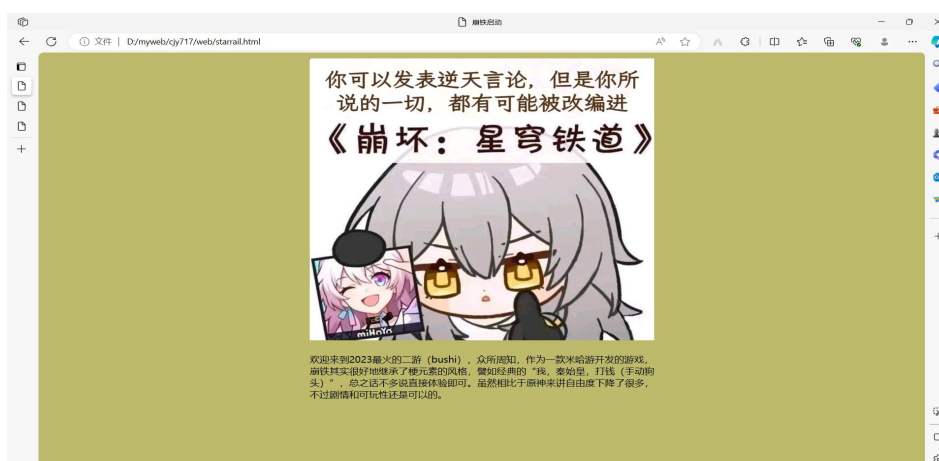 崩铁启动
文件 | D:/myweb/cjy717/web/starrail.html
你可以发表逆天言论，但是你所
说的一切，都有可能被改编进
《崩坏：星穹铁道》
miHoYo
欢迎来到2023最火的二游（bushi），众所周知，作为一款米哈游开发的游戏，
崩铁其实很好地继承了梗元素的风格，譬如经典的“我，秦始皇，打钱（手动狗
头）”，总之话不多说直接体验即可。虽然相比于原神来讲自由度下降了很多，
不过剧情和可玩性还是可以的。